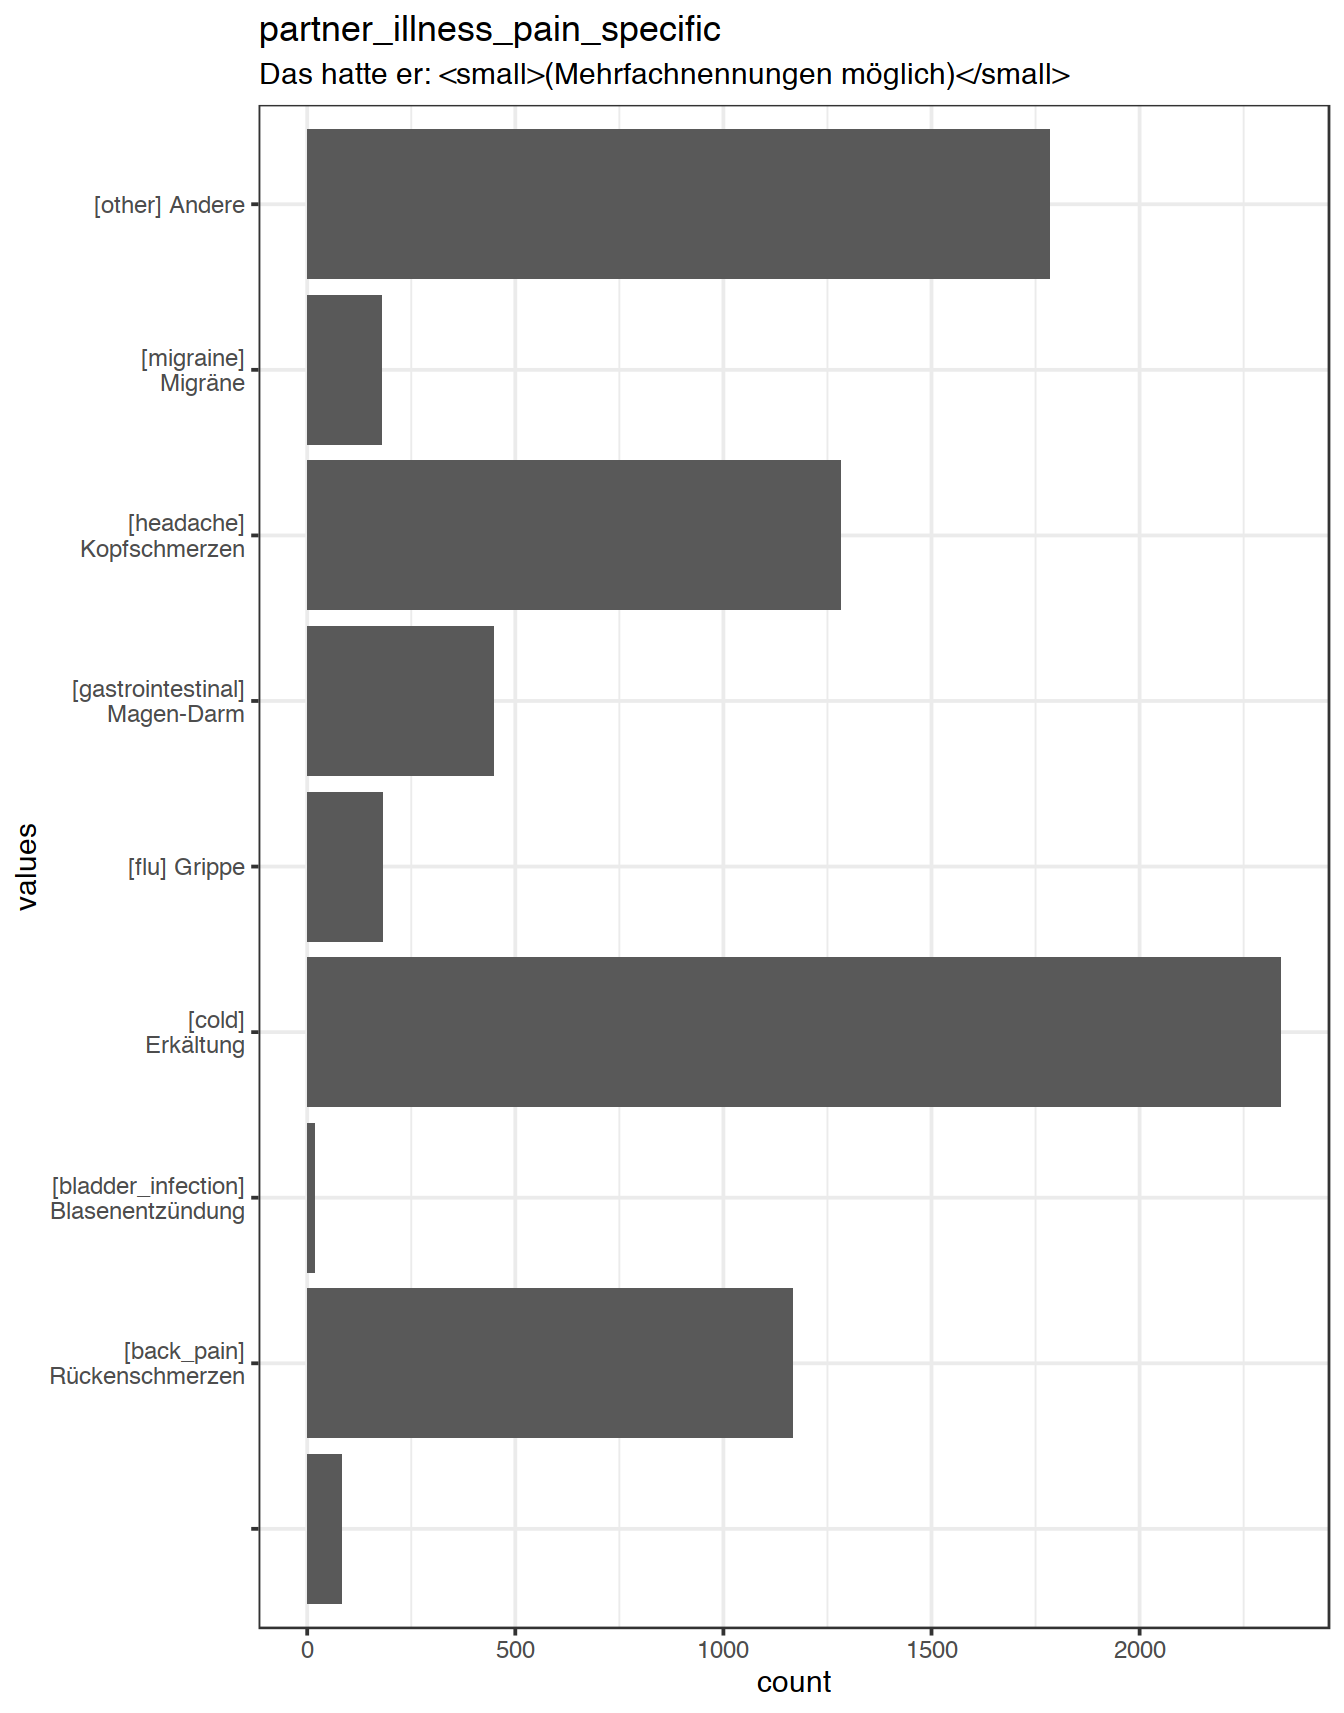 partner_illness_pain_specific
Das hatte er: <small>(Mehrfachnennungen möglich)</small>
[other] Andere
[migraine]
Migräne
[headache]
Kopfschmerzen
[gastrointestinal]
Magen-Darm
[flu] Grippe
[cold]
Erkältung
[bladder_infection]
Blasenentzündung
[back_pain]
Rückenschmerzen
values
0 500 1000 1500 2000
count